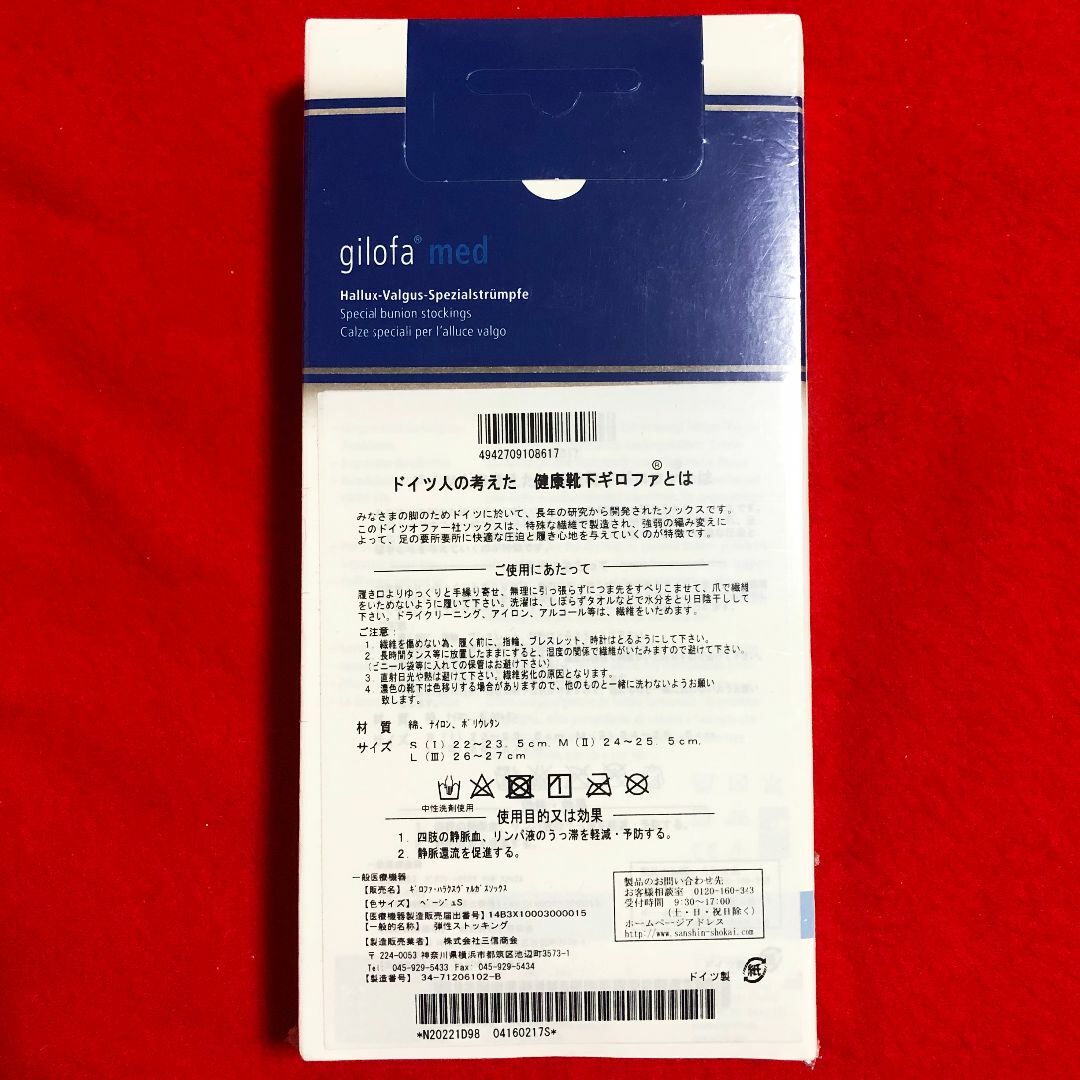 gilofa® med
Hallux-Valgus-Spezialstrümpfe
Special bunion stockings
Calze speciali per l'alluce valgo
4942709108617
ドイツ人の考えた 健康靴下ギロファ®とは
みなさまの脚のためドイツに於いて、長年の研究から開発されたソックスです。
このドイツオファー社ソックスは、特殊な繊維で製造され、強弱の編み変えに
よって、足の要所要所に快適な圧迫と履き心地を与えていくのが特徴です。
ご使用にあたって
履き口よりゆっくりと手繰り寄せ、無理に引っ張らずにつま先をすべりこませて、爪で繊維
をいためないように履いて下さい。洗濯は、しぼらずタオルなどで水分をとり日陰干しして
下さい。ドライクリーニング、アイロン、アルコール等は、繊維をいためます。
ご注意：
1. 繊維を傷めない為、履く前に、指輪、ブレスレット、時計はとるようにして下さい。
2. 長時間タンス等に放置したままにすると、湿度の関係で繊維がいたみますので避けて下さい。
（ビニール袋等に入れての保管はお避け下さい）
3. 直射日光や熱は避けて下さい。繊維劣化の原因となります。
4. 濃色の靴下は色移りする場合がありますので、他のものと一緒に洗わないようお願い
致します。
材 質 綿、ナイロン、ポリウレタン
サイズ S（Ⅰ）22～23.5cm. M（Ⅱ）24～25.5cm.
L（Ⅲ）26～27cm
中性洗剤使用
使用目的又は効果
1. 四肢の静脈血、リンパ液のうっ滞を軽減・予防する。
2. 静脈還流を促進する。
一般医療機器
【販売名】 ギロファ・ハラクスヴァルガスソックス
【色サイズ】 ベージュS
【医療機器製造販売届出番号】14B3X10003000015
【一般的名称】 弾性ストッキング
【製造販売業者】 株式会社三信商会
〒 224-0053 神奈川県横浜市都筑区池辺町3573-1
Tel: 045-929-5433 Fax: 045-929-5434
【製造番号】 34-71206102-B
製品のお問い合わせ先
お客様相談室 0120-160-343
受付時間 9:30～17:00
（土・日・祝日除く）
ホームページアドレス
http://www.sanshin-shokai.com/
ドイツ製
紙
*N20221D98 04160217S*